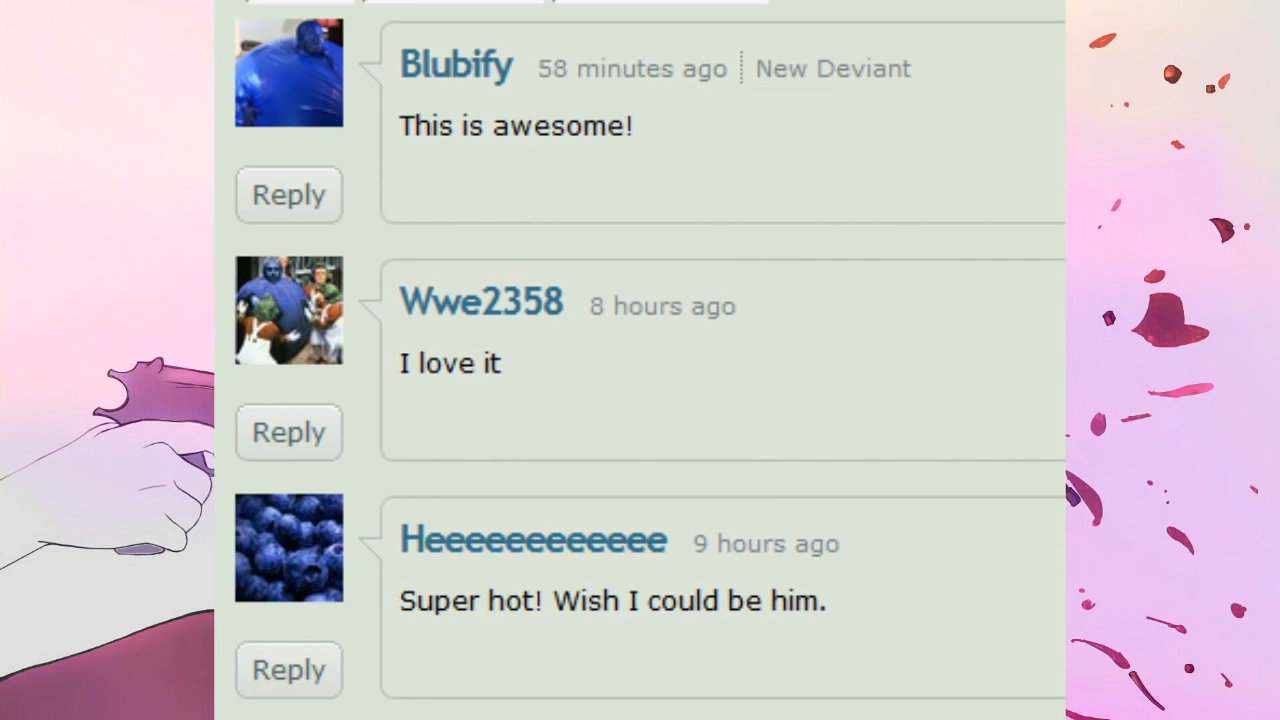 Blubify 58 minutes ago New Deviant
This is awesome!
Reply
Wwe2358 8 hours ago
I love it
Reply
Heeeeeeeeeeee 9 hours ago
Super hot! Wish I could be him.
Reply